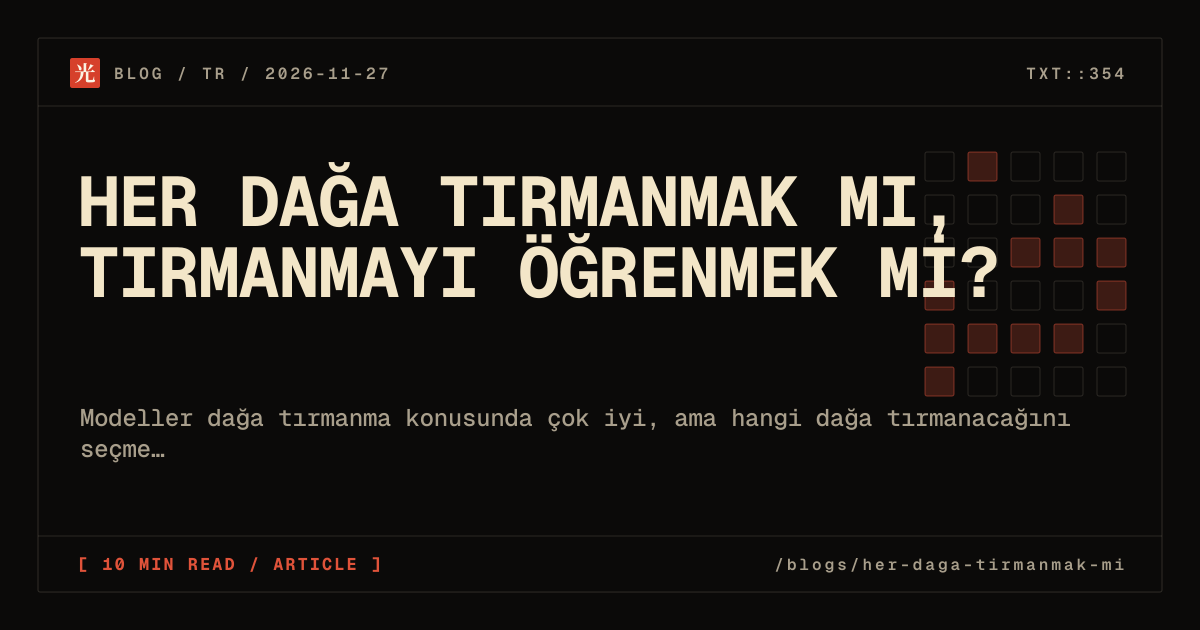 光 BLOG / TR / 2026-11-27
TXT::354
HER DAĞA TIRMANMAK MI,
TIRMANMAYI ÖĞRENMEK Mİ?
Modeller dağa tırmanma konusunda çok iyi, ama hangi dağa tırmanacağını
seçme…
[ 10 MIN READ / ARTICLE ]
/blogs/her-daga-tirmanmak-mi